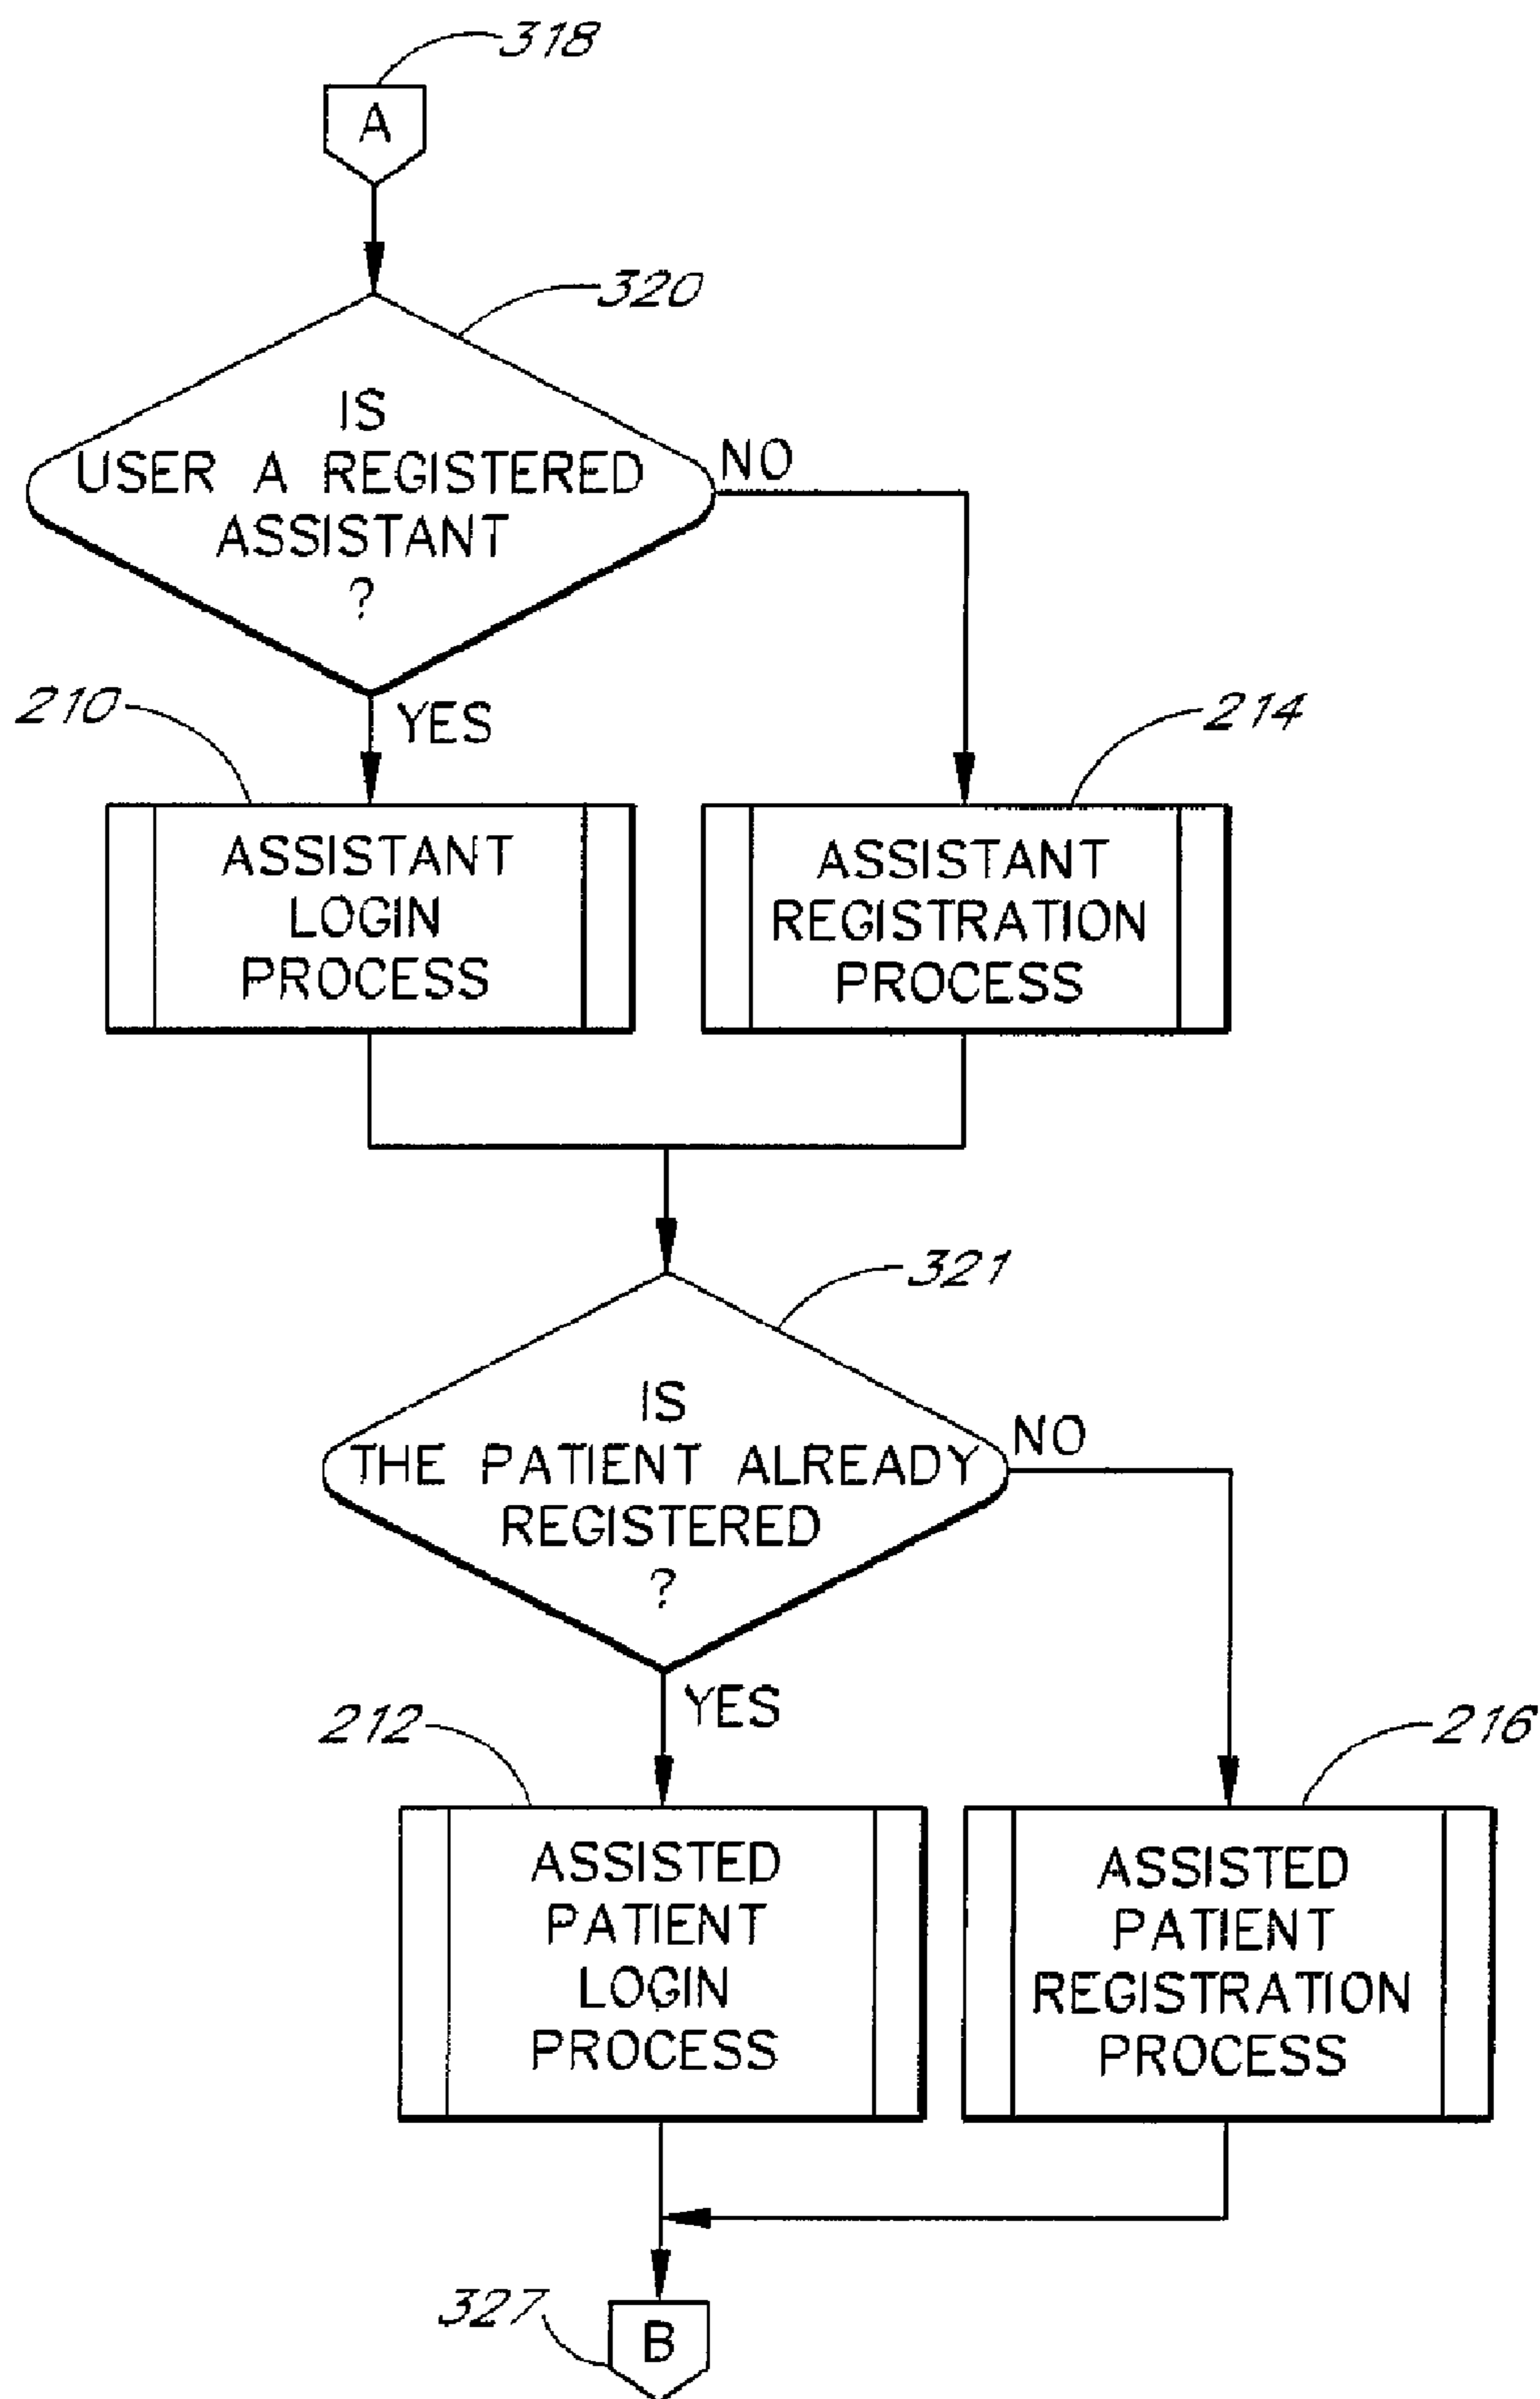 318
A
320
IS
USER A REGISTERED
ASSISTANT
?
NO
YES
210
214
ASSISTANT
LOGIN
PROCESS
ASSISTANT
REGISTRATION
PROCESS
321
IS
THE PATIENT ALREADY
REGISTERED
?
NO
YES
212
216
ASSISTED
PATIENT
LOGIN
PROCESS
ASSISTED
PATIENT
REGISTRATION
PROCESS
327
B